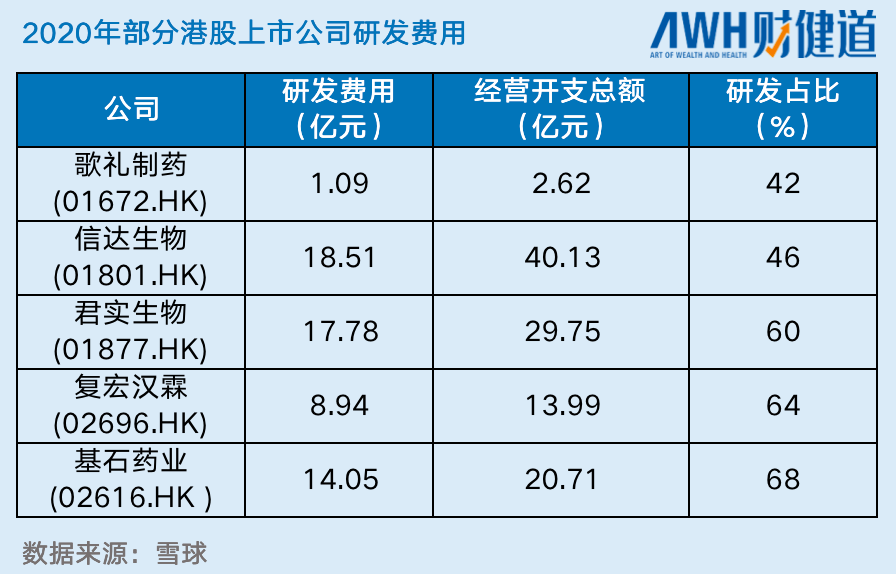 2020年部分港股上市公司研发费用
AWH财健道
ART OF WEALTH AND HEALTH
公司
研发费用
（亿元）
经营开支总额
（亿元）
研发占比
（%）
歌礼制药
(01672.HK)
1.09
2.62
42
信达生物
(01801.HK)
18.51
40.13
46
君实生物
(01877.HK)
17.78
29.75
60
复宏汉霖
(02696.HK)
8.94
13.99
64
基石药业
(02616.HK )
14.05
20.71
68
数据来源：雪球